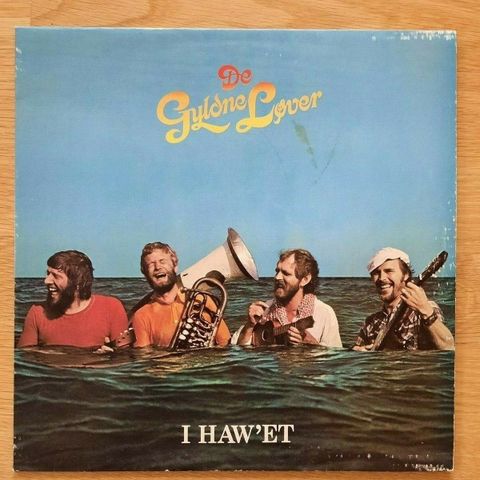 De
Gyldne Løver
I HAW'ET